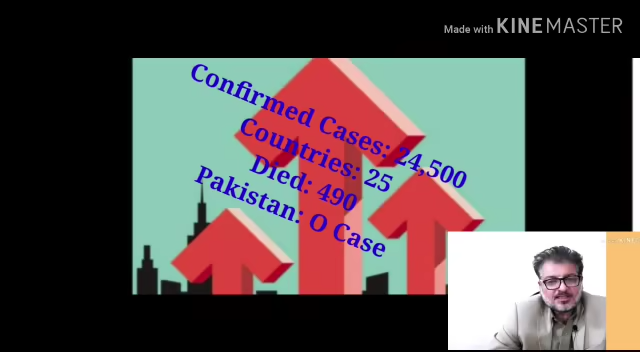 Made with KINEMASTER
Confirmed Cases: 24,500
Countries: 25
Died: 490
Pakistan: O Case